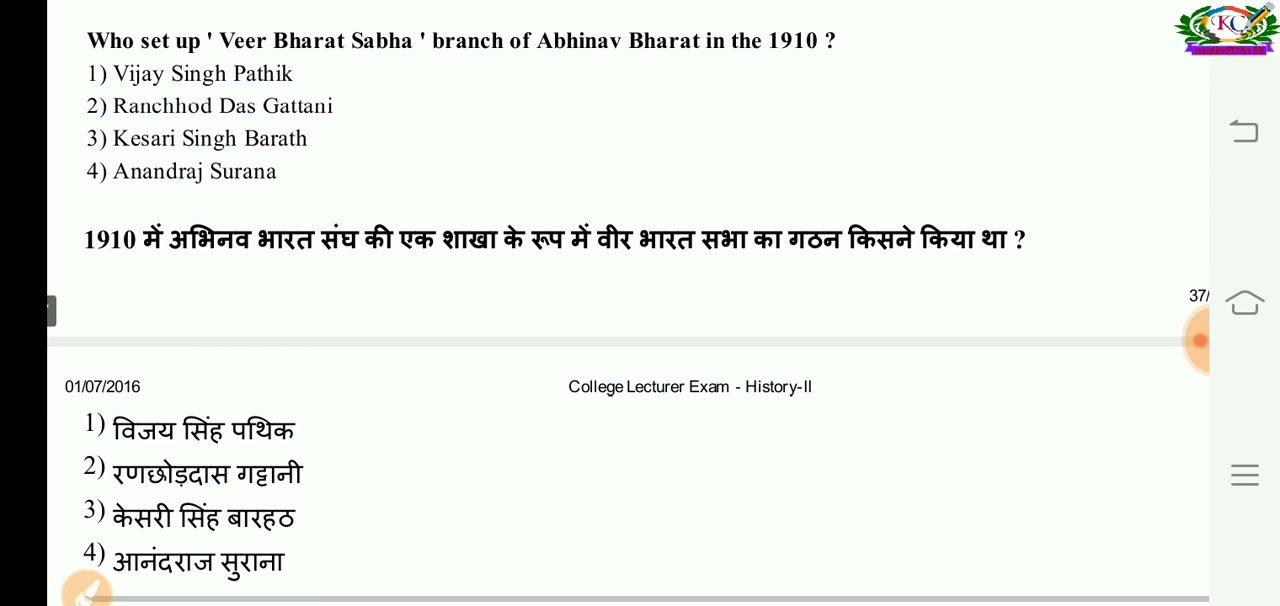 KC
Who set up ' Veer Bharat Sabha ' branch of Abhinav Bharat in the 1910 ?
1) Vijay Singh Pathik
2) Ranchhod Das Gattani
3) Kesari Singh Barath
4) Anandraj Surana
1910 में अभिनव भारत संघ की एक शाखा के रूप में वीर भारत सभा का गठन किसने किया था ?
37/
01/07/2016 College Lecturer Exam - History-II
1) विजय सिंह पथिक
2) रणछोड़दास गट्टानी
3) केसरी सिंह बारहठ
4) आनंदराज सुराना